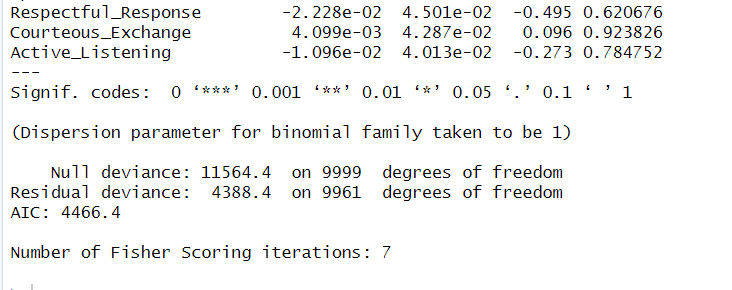 Respectful_Response -2.228e-02 4.501e-02 -0.495 0.620676
Courteous_Exchange 4.099e-03 4.287e-02 0.096 0.923826
Active_Listening -1.096e-02 4.013e-02 -0.273 0.784752
---
Signif. codes: 0 ‘***’ 0.001 ‘**’ 0.01 ‘*’ 0.05 ‘.’ 0.1 ‘ ’ 1
(Dispersion parameter for binomial family taken to be 1)
Null deviance: 11564.4 on 9999 degrees of freedom
Residual deviance: 4388.4 on 9961 degrees of freedom
AIC: 4466.4
Number of Fisher Scoring iterations: 7